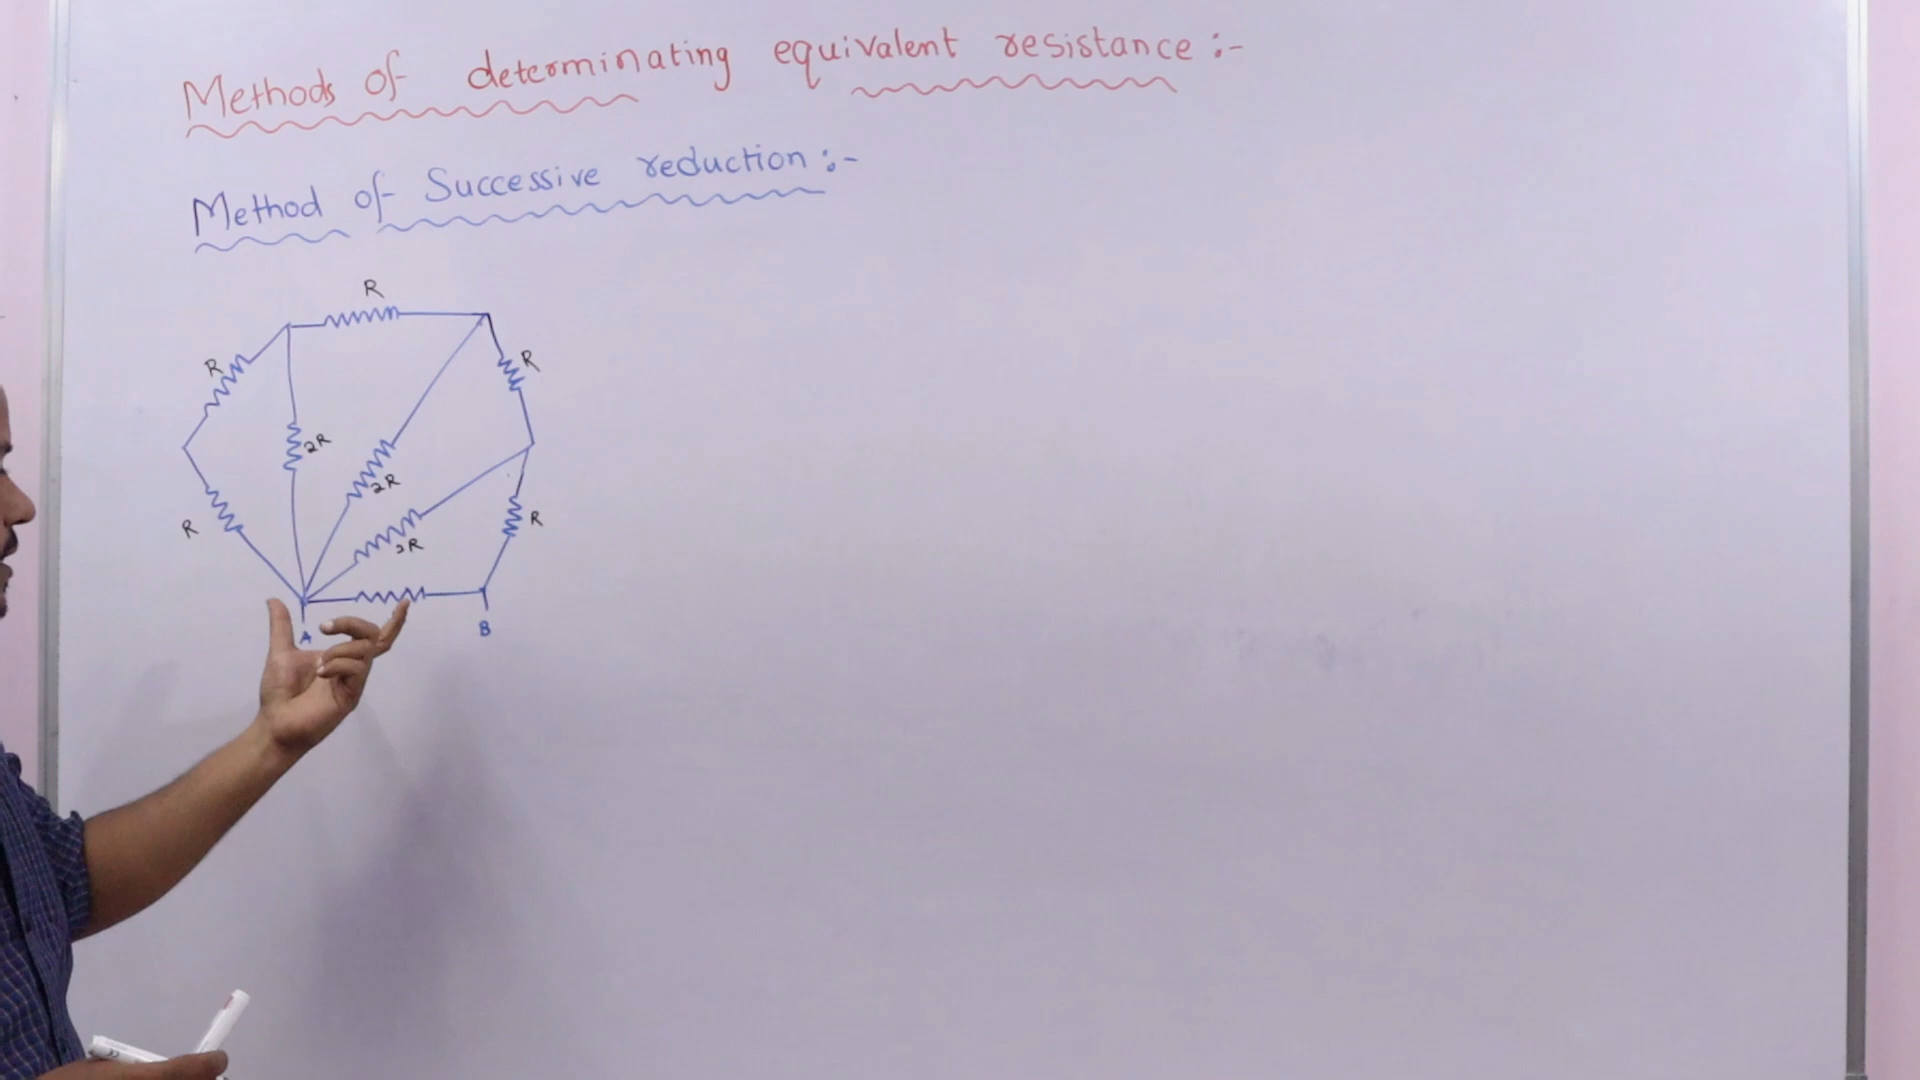 Methods of determinating equivalent resistance :-
Method of Successive reduction :-
R
R
R
2R
2R
R
2R
R
A
B